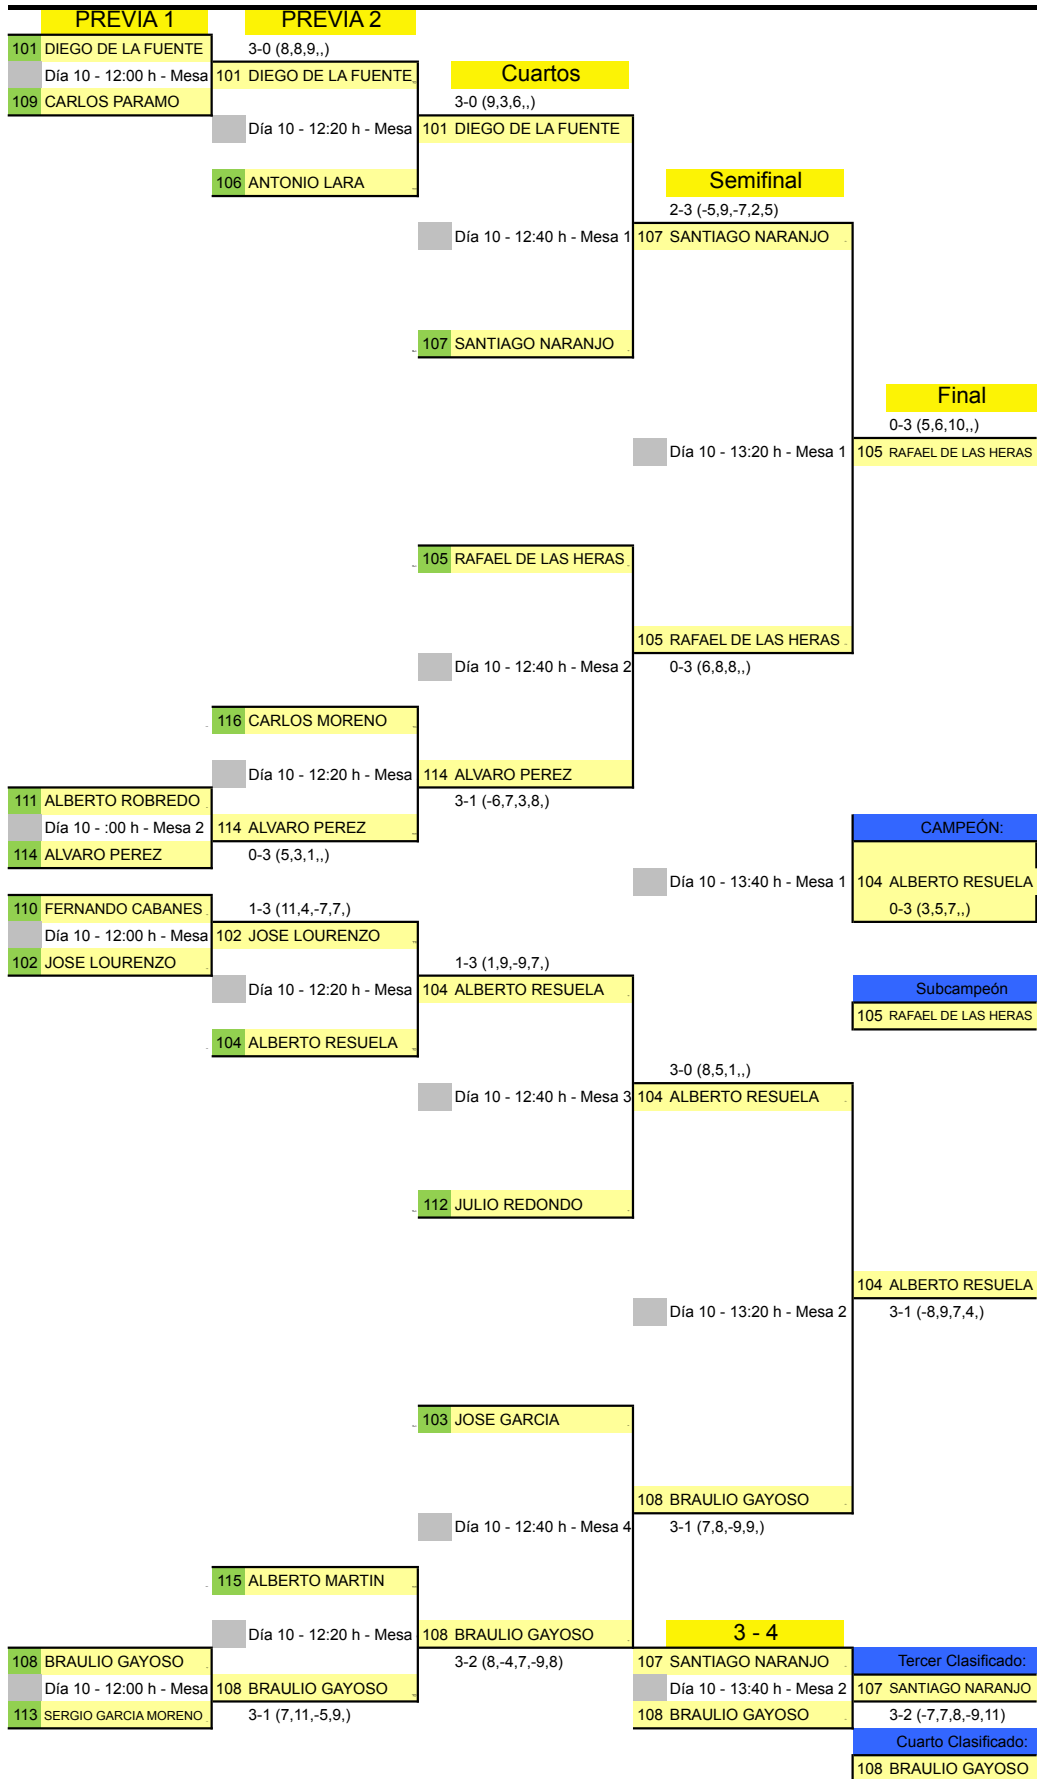 PREVIA 1 PREVIA 2
101 DIEGO DE LA FUENTE 3-0 (8,8,9,,)
Día 10 - 12:00 h - Mesa 101 DIEGO DE LA FUENTE Cuartos
109 CARLOS PARAMO 3-0 (9,3,6,,)
Día 10 - 12:20 h - Mesa 101 DIEGO DE LA FUENTE
106 ANTONIO LARA Semifinal
2-3 (-5,9,-7,2,5)
Día 10 - 12:40 h - Mesa 1 107 SANTIAGO NARANJO
107 SANTIAGO NARANJO
Final
0-3 (5,6,10,,)
Día 10 - 13:20 h - Mesa 1 105 RAFAEL DE LAS HERAS
105 RAFAEL DE LAS HERAS
105 RAFAEL DE LAS HERAS
Día 10 - 12:40 h - Mesa 2 0-3 (6,8,8,,)
116 CARLOS MORENO
Día 10 - 12:20 h - Mesa 114 ALVARO PEREZ
111 ALBERTO ROBREDO 3-1 (-6,7,3,8,)
Día 10 - :00 h - Mesa 2 114 ALVARO PEREZ CAMPEÓN:
114 ALVARO PEREZ 0-3 (5,3,1,,)
Día 10 - 13:40 h - Mesa 1 104 ALBERTO RESUELA
110 FERNANDO CABANES 1-3 (11,4,-7,7,) 0-3 (3,5,7,,)
Día 10 - 12:00 h - Mesa 102 JOSE LOURENZO
102 JOSE LOURENZO 1-3 (1,9,-9,7,)
Día 10 - 12:20 h - Mesa 104 ALBERTO RESUELA Subcampeón
105 RAFAEL DE LAS HERAS
104 ALBERTO RESUELA
3-0 (8,5,1,,)
Día 10 - 12:40 h - Mesa 3 104 ALBERTO RESUELA
112 JULIO REDONDO
104 ALBERTO RESUELA
Día 10 - 13:20 h - Mesa 2 3-1 (-8,9,7,4,)
103 JOSE GARCIA
108 BRAULIO GAYOSO
Día 10 - 12:40 h - Mesa 4 3-1 (7,8,-9,9,)
115 ALBERTO MARTIN
Día 10 - 12:20 h - Mesa 108 BRAULIO GAYOSO 3 - 4
108 BRAULIO GAYOSO 3-2 (8,-4,7,-9,8) 107 SANTIAGO NARANJO Tercer Clasificado:
Día 10 - 12:00 h - Mesa 108 BRAULIO GAYOSO Día 10 - 13:40 h - Mesa 2 107 SANTIAGO NARANJO
113 SERGIO GARCIA MORENO 3-1 (7,11,-5,9,) 108 BRAULIO GAYOSO 3-2 (-7,7,8,-9,11)
Cuarto Clasificado:
108 BRAULIO GAYOSO